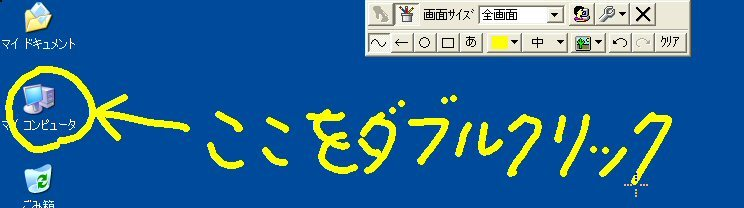 画面サイズ 全画面
あ 中 クリア
マイ ドキュメント
マイ コンピュータ
ここをダブルクリック
ごみ箱